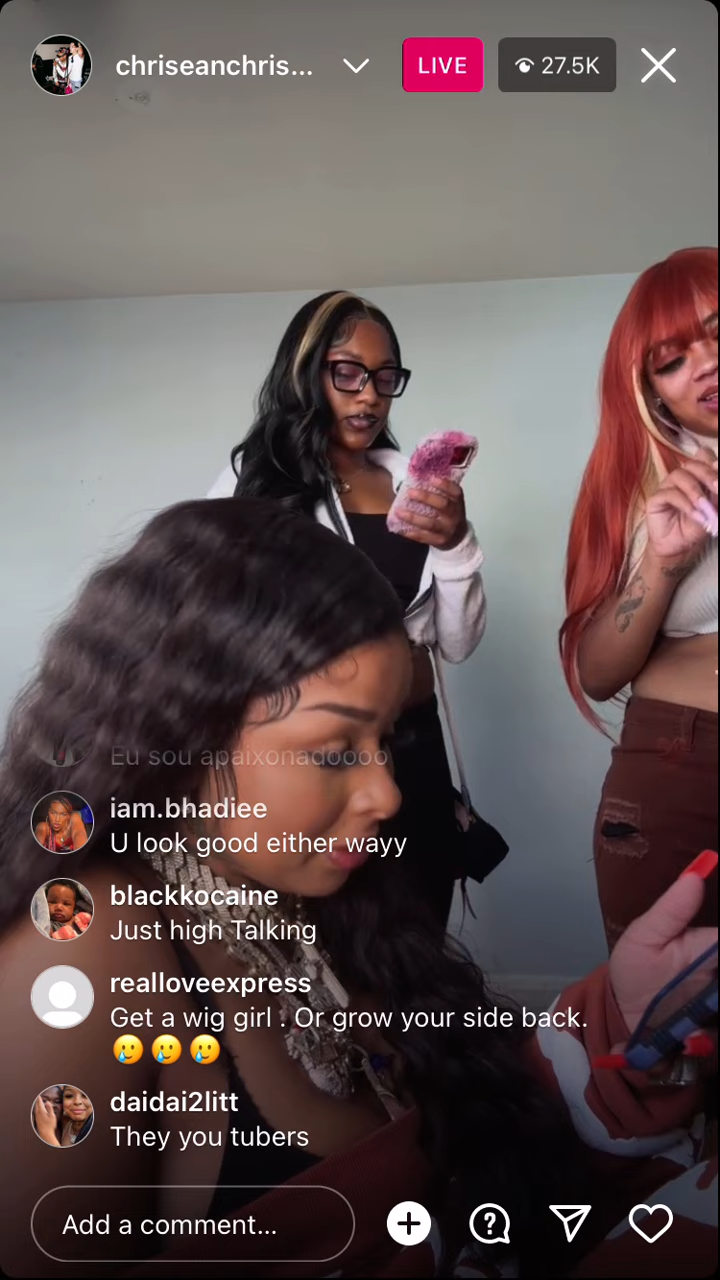 chriseanchris...
LIVE
27.5K
Eu sou apaixonadoooo
iam.bhadiee
U look good either wayy
blackkocaine
Just high Talking
realloveexpress
Get a wig girl . Or grow your side back.
🥲🥲🥲
daidai2litt
They you tubers
Add a comment...